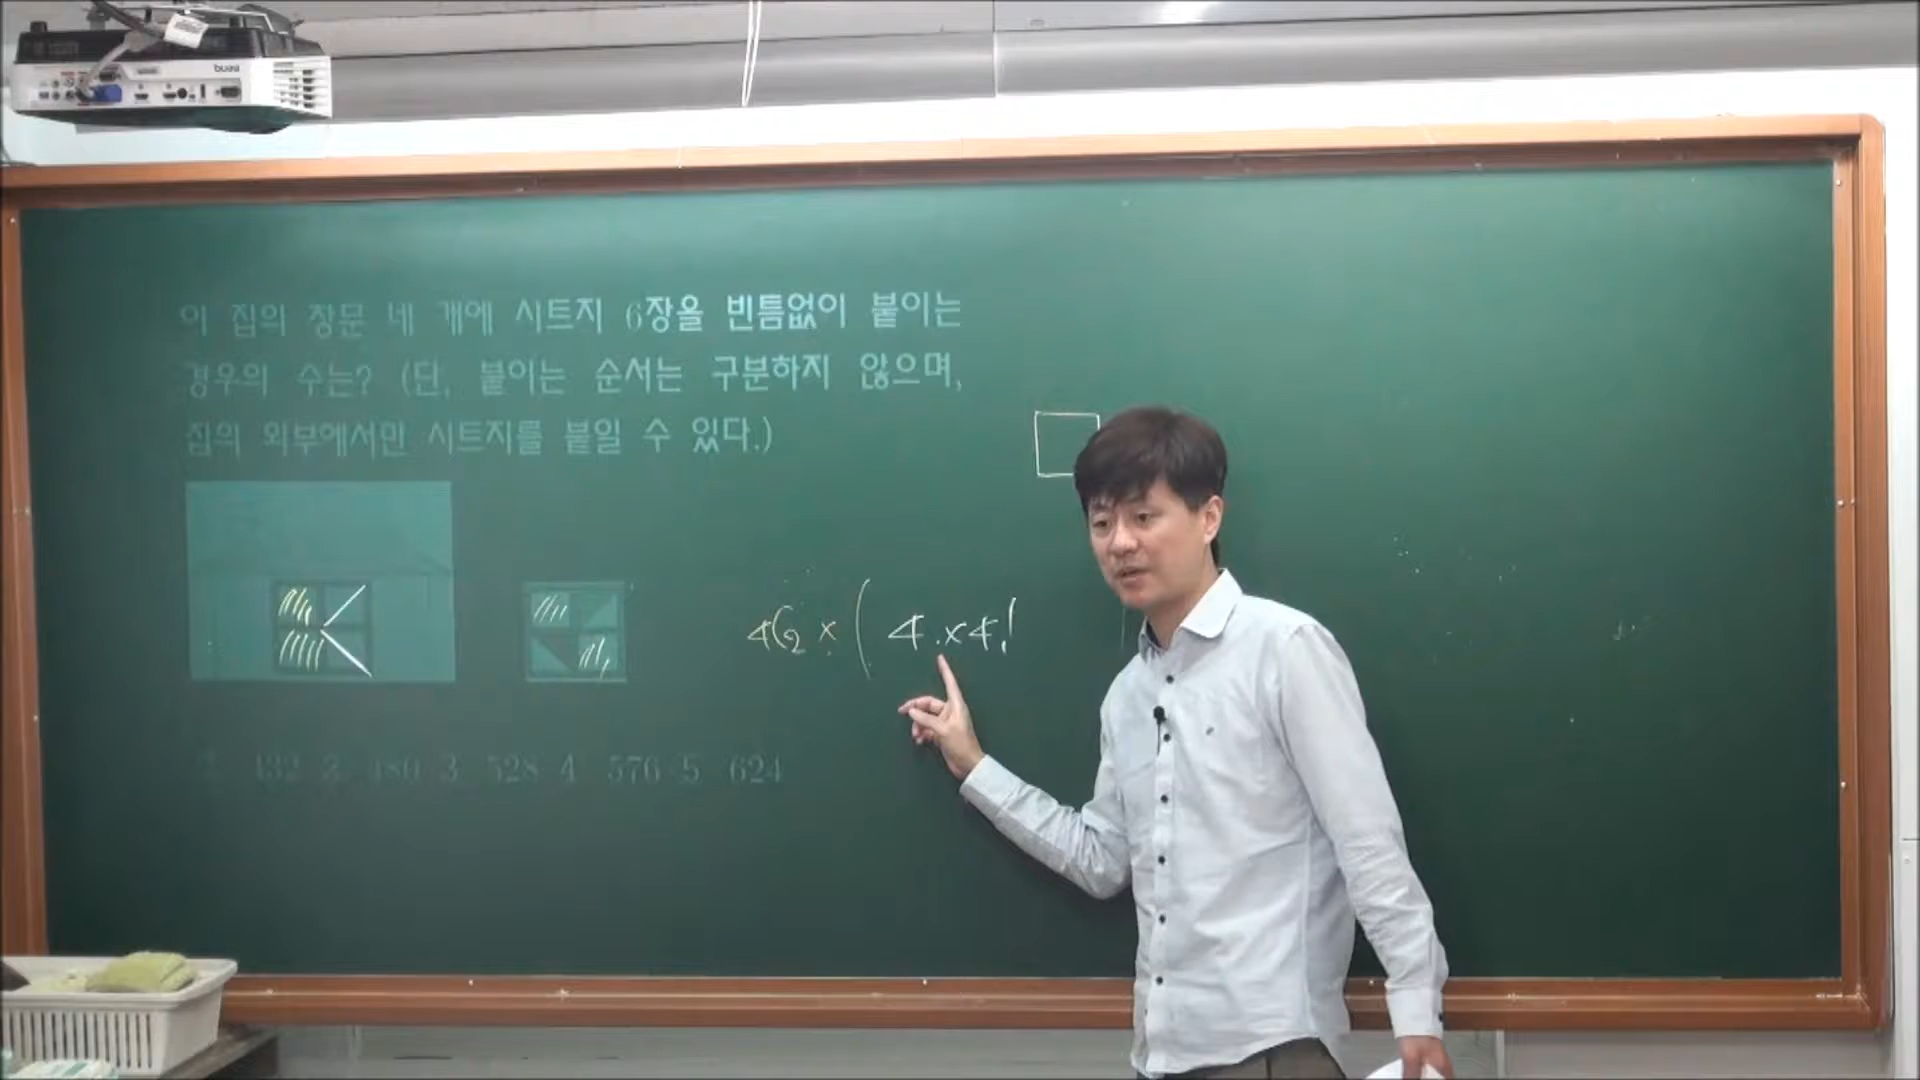 이 집의 창문 네 개에 시트지 6장을 빈틈없이 붙이는
경우의 수는? (단, 붙이는 순서는 구분하지 않으며,
집의 외부에서만 시트지를 붙일 수 있다.)
4C2 × ( 4 . × 4!
432 2 480 3 528 4 576 5 624
BenQ